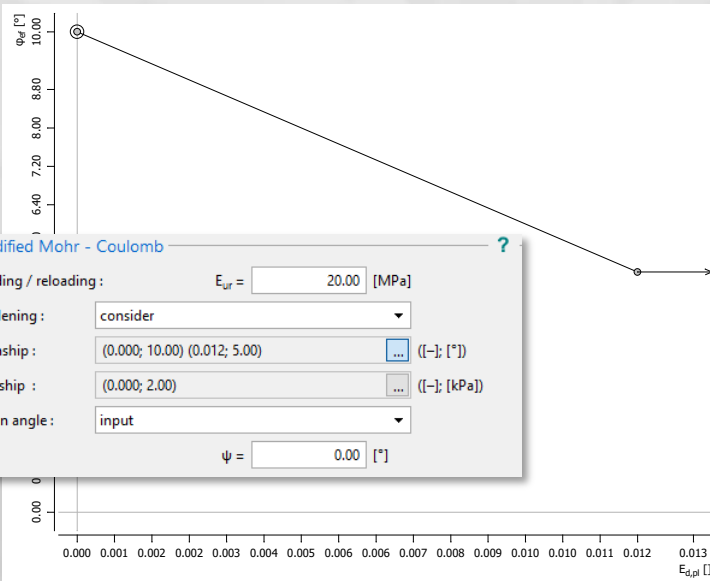 φef [°]
10.00
8.80
8.00
7.20
6.40
dified Mohr - Coulomb
?
ding / reloading :
Eur =
20.00
[MPa]
ening :
consider
nship :
(0.000; 10.00) (0.012; 5.00)
...
([–]; [°])
ship :
(0.000; 2.00)
...
([–]; [kPa])
n angle :
input
ψ =
0.00
[°]
0.00
0.000 0.001 0.002 0.002 0.003 0.004 0.005 0.006 0.006 0.007 0.008 0.009 0.010 0.010 0.011 0.012 0.013
Ed,pl []